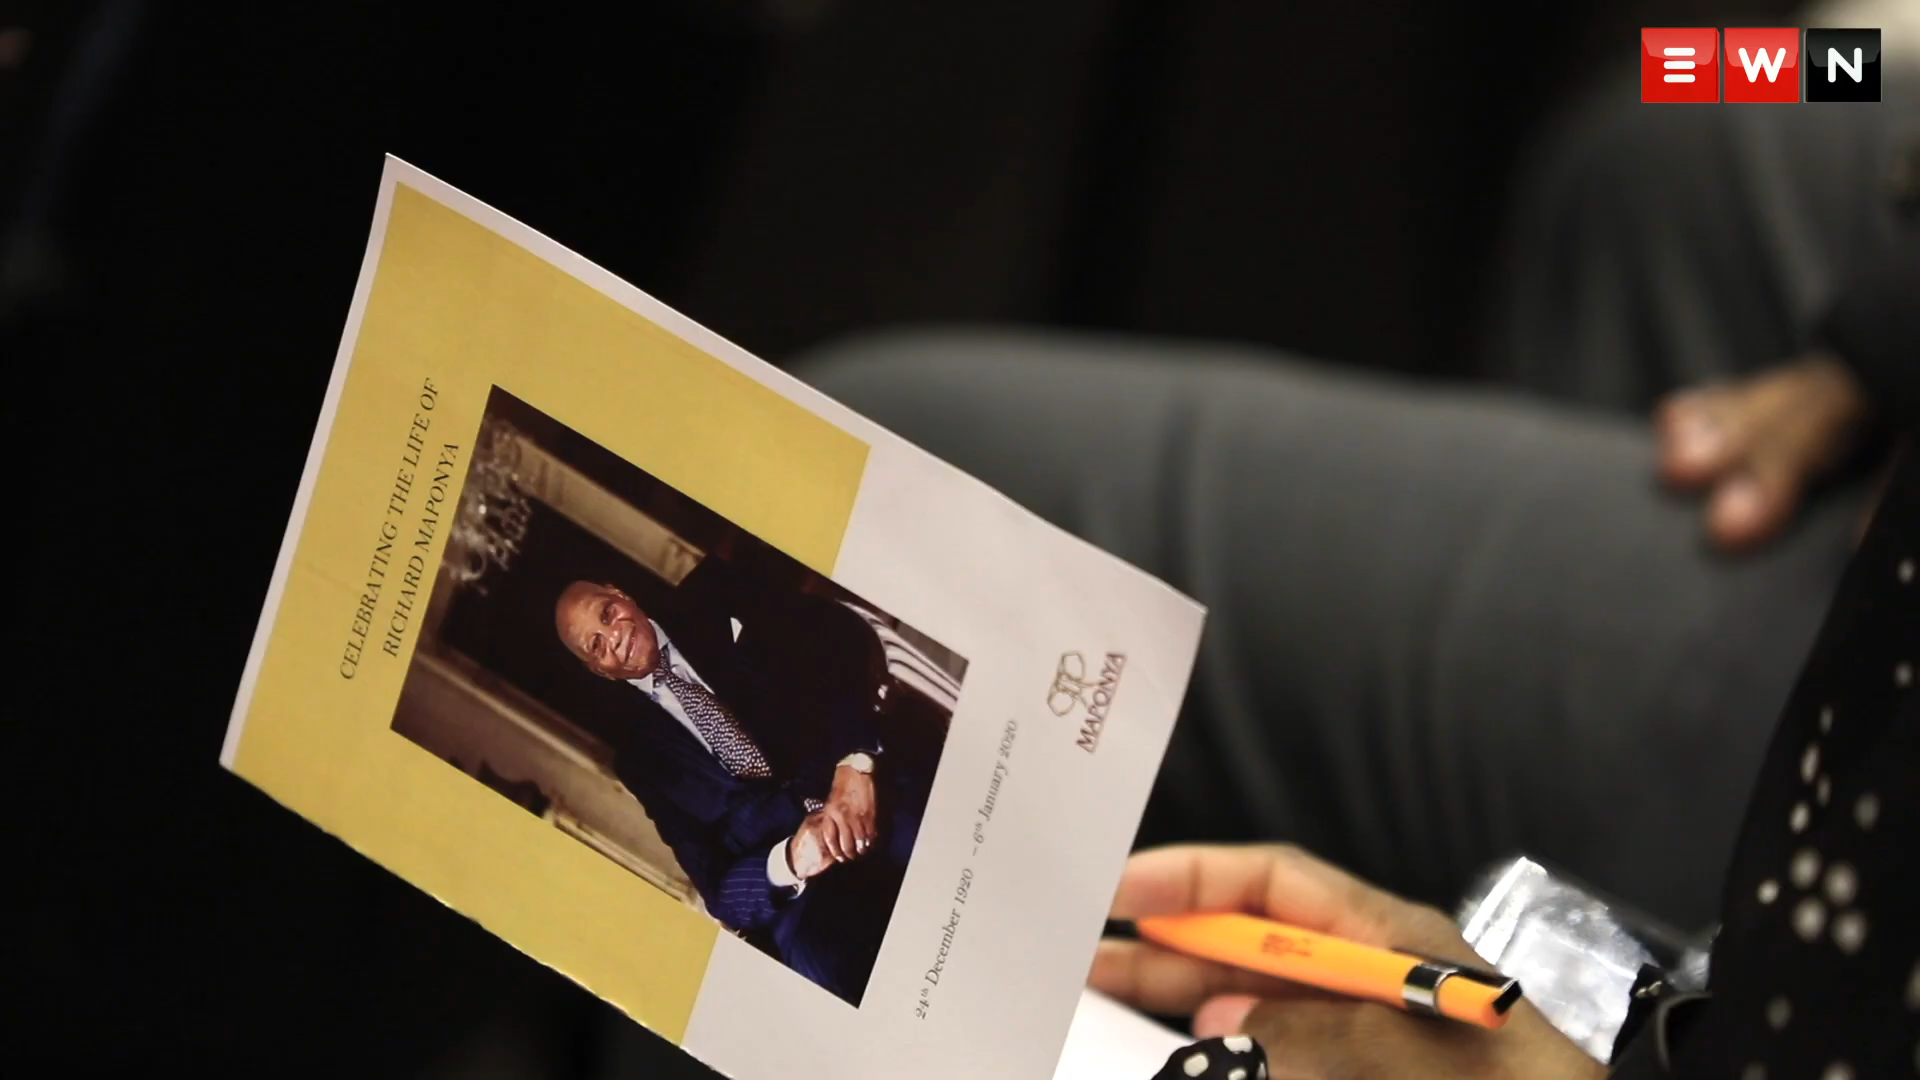 EWN
CELEBRATING THE LIFE OF
RICHARD MAPONYA
24th December 1920 – 6th January 2020
MAPONYA